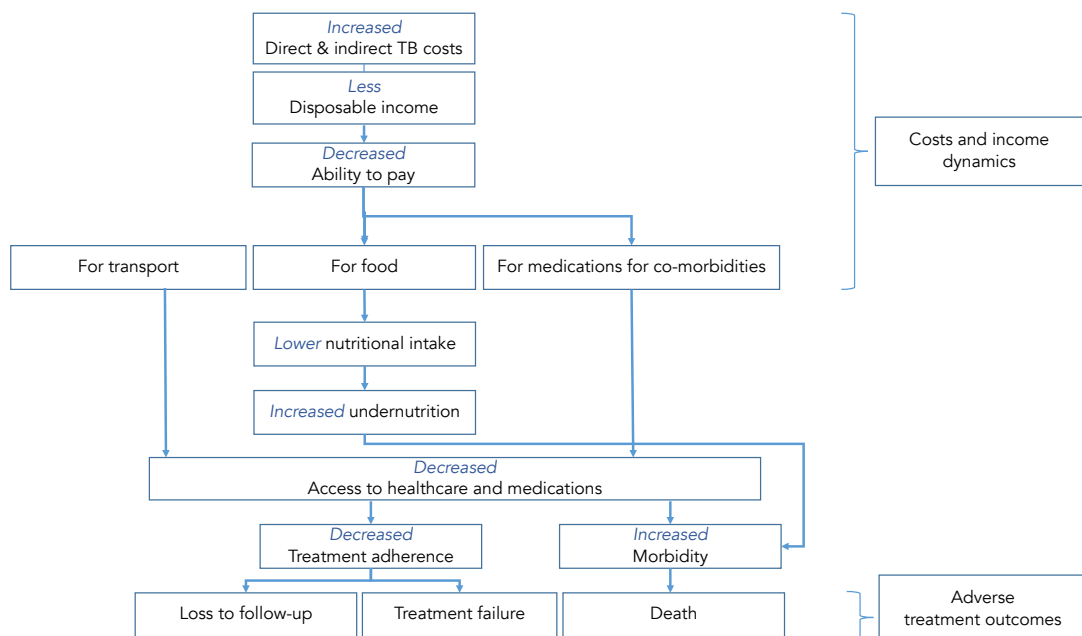 Increased
Direct & indirect TB costs
Less
Disposable income
Decreased
Ability to pay
Costs and income
dynamics
For transport
For food
For medications for co-morbidities
Lower nutritional intake
Increased undernutrition
Decreased
Access to healthcare and medications
Decreased
Treatment adherence
Increased
Morbidity
Loss to follow-up
Treatment failure
Death
Adverse
treatment outcomes